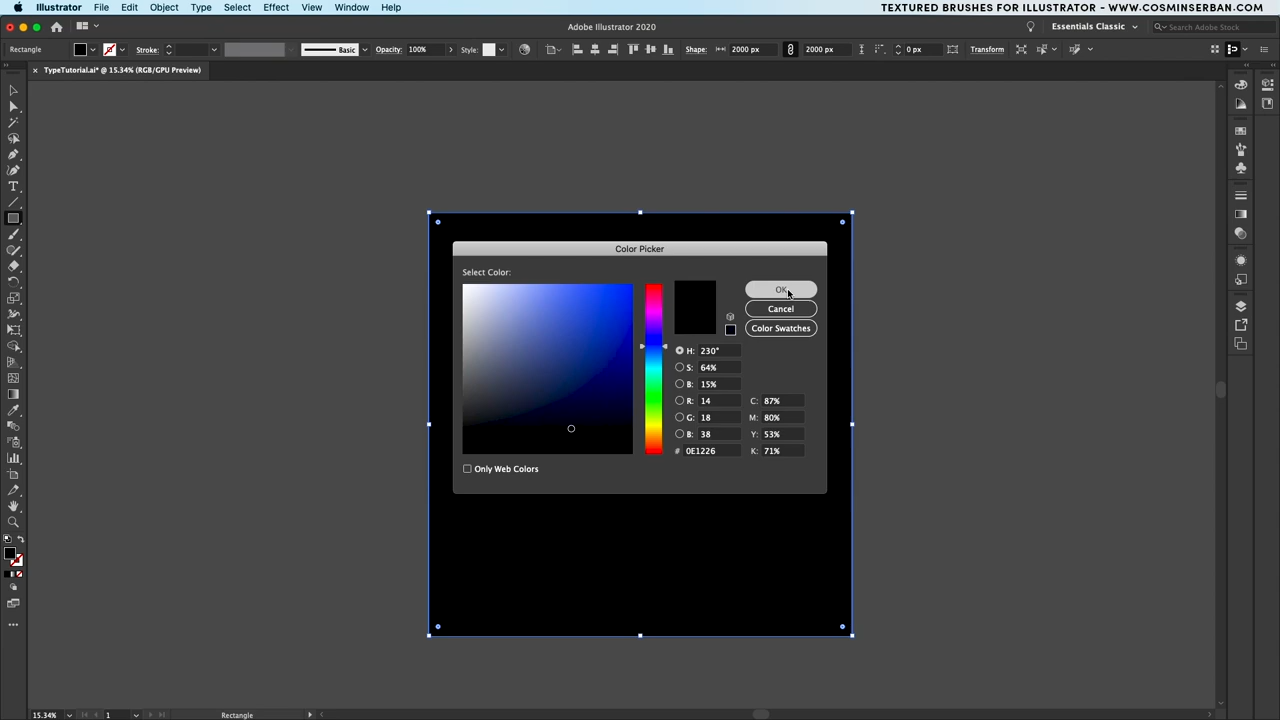 Illustrator File Edit Object Type Select Effect View Window Help
TEXTURED BRUSHES FOR ILLUSTRATOR - WWW.COSMINSERBAN.COM
Adobe Illustrator 2020
Essentials Classic
Search Adobe Stock
Rectangle Stroke: Basic Opacity: 100% Style: Shape: 2000 px 2000 px 0 px Transform
× TypeTutorial.ai* @ 15.34% (RGB/GPU Preview)
Color Picker
Select Color:
OK
Cancel
Color Swatches
H: 230°
S: 64%
B: 15%
R: 14 C: 87%
G: 18 M: 80%
B: 38 Y: 53%
# 0E1226 K: 71%
Only Web Colors
15.34% 1 Rectangle